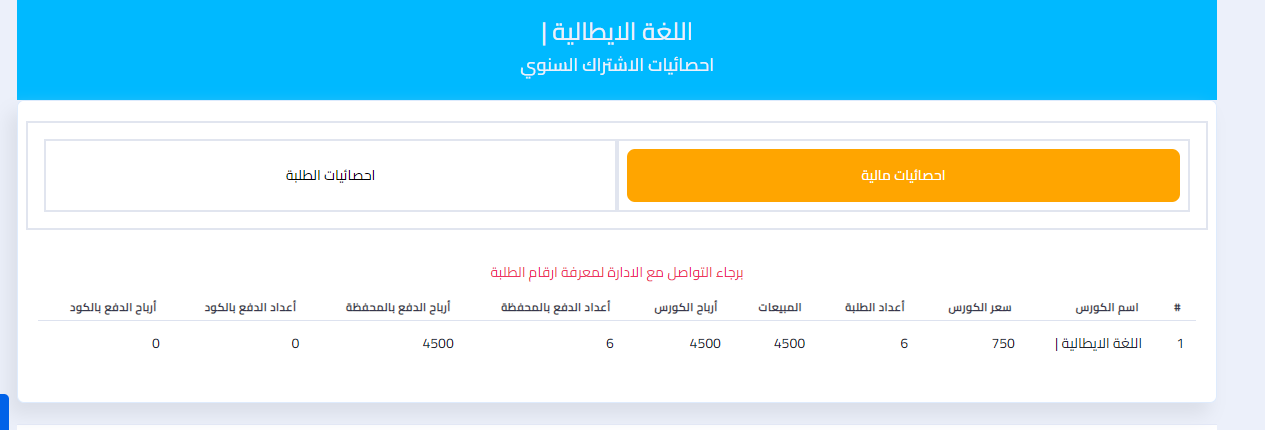 اللغة الايطالية |
احصائيات الاشتراك السنوي
احصائيات مالية
احصائيات الطلبة
برجاء التواصل مع الادارة لمعرفة ارقام الطلبة
# اسم الكورس سعر الكورس أعداد الطلبة المبيعات أرباح الكورس أعداد الدفع بالمحفظة أرباح الدفع بالمحفظة أعداد الدفع بالكود أرباح الدفع بالكود
1 اللغة الايطالية | 750 6 4500 4500 6 4500 0 0